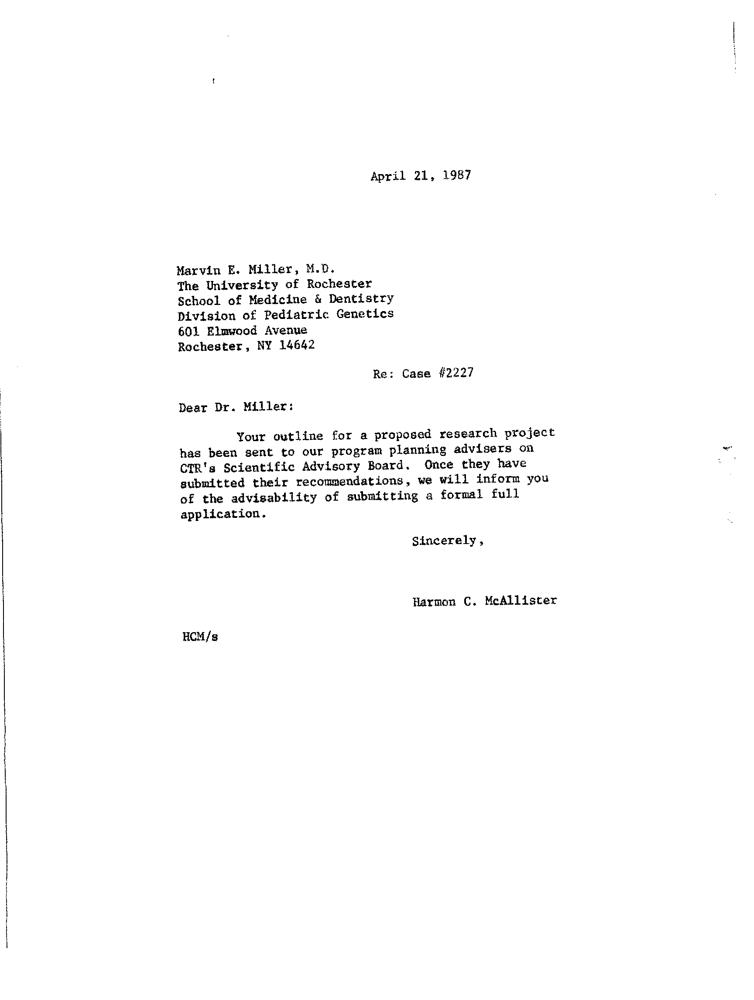 April 21, 1987
Marvin E. Miller, M.D.
The University of Rochester
School of Medicine & Dentistry
Division of Pediatric Genetics
601 Elmwood Avenue
Rochester, NY 14642
Re: Case #2227
Dear Dr. Miller:
Your outline for a proposed research project
has been sent to our program planning advisers on
CTR's Scientific Advisory Board. Once they have
submitted their recommendations, we will inform you
of the advisability of submitting a formal full
application.
Sincerely,
Harmon C. McAllister
HCM/s